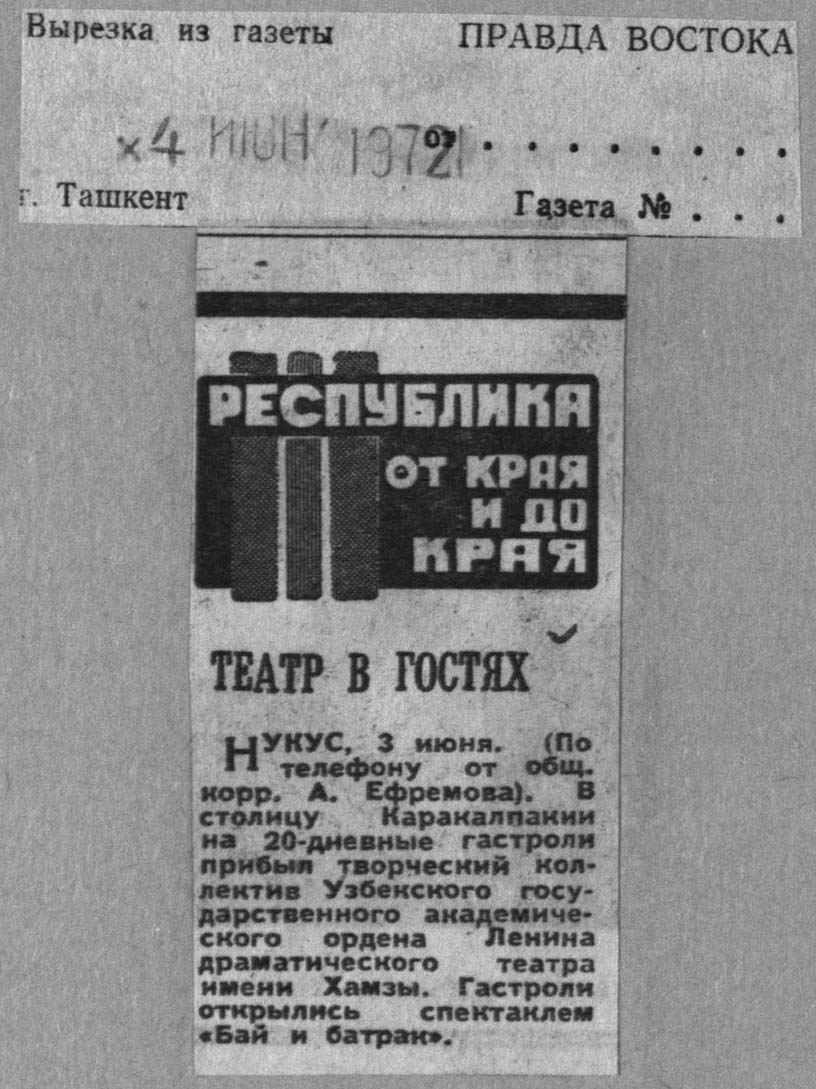 Вырезка из газеты ПРАВДА ВОСТОКА
×4 ИЮН 1972 от . . . . . . . .
г. Ташкент Газета № . . .
РЕСПУБЛИКА
ОТ КРАЯ
И ДО
КРАЯ
ТЕАТР В ГОСТЯХ
НУКУС, 3 июня. (По
телефону от общ.
корр. А. Ефремова). В
столицу Каракалпакии
на 20-дневные гастроли
прибыл творческий кол-
лектив Узбекского госу-
дарственного академиче-
ского ордена Ленина
драматического театра
имени Хамзы. Гастроли
открылись спектаклем
«Бай и батрак».